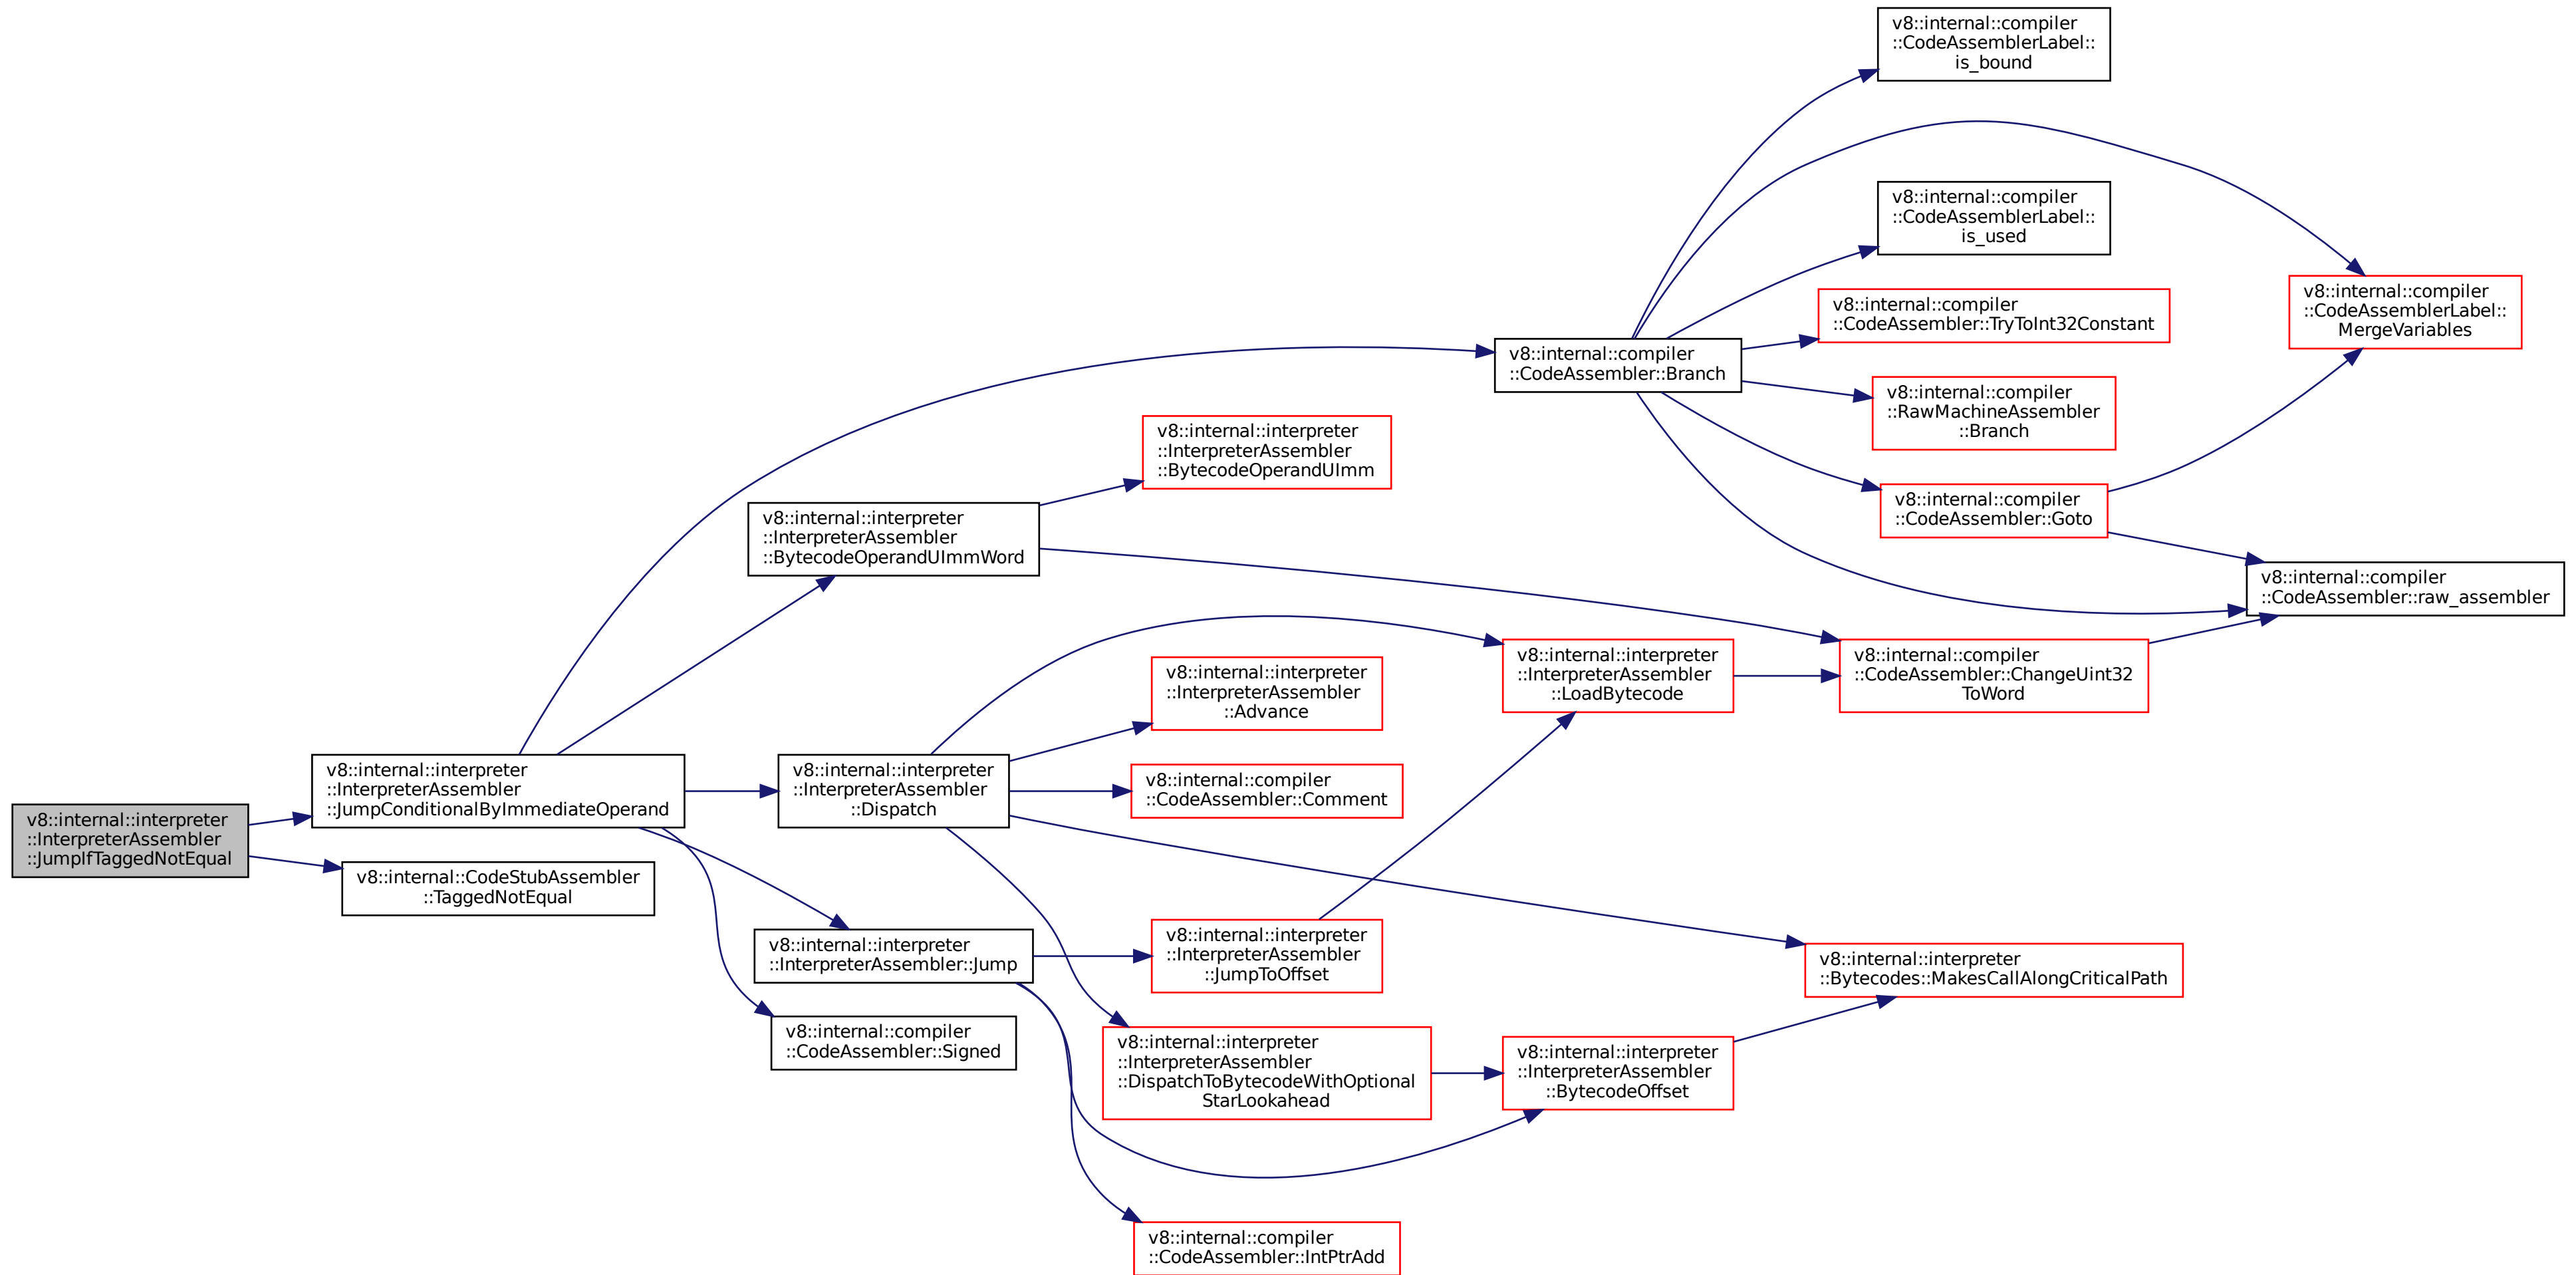 v8::internal::interpreter
::InterpreterAssembler
::JumpIfTaggedNotEqual
v8::internal::interpreter
::InterpreterAssembler
::JumpConditionalByImmediateOperand
v8::internal::CodeStubAssembler
::TaggedNotEqual
v8::internal::interpreter
::InterpreterAssembler
::BytecodeOperandUImmWord
v8::internal::interpreter
::InterpreterAssembler
::Dispatch
v8::internal::interpreter
::InterpreterAssembler::Jump
v8::internal::compiler
::CodeAssembler::Signed
v8::internal::interpreter
::InterpreterAssembler
::BytecodeOperandUImm
v8::internal::interpreter
::InterpreterAssembler
::Advance
v8::internal::compiler
::CodeAssembler::Comment
v8::internal::interpreter
::InterpreterAssembler
::JumpToOffset
v8::internal::interpreter
::InterpreterAssembler
::DispatchToBytecodeWithOptional
StarLookahead
v8::internal::compiler
::CodeAssembler::IntPtrAdd
v8::internal::compiler
::CodeAssembler::Branch
v8::internal::interpreter
::InterpreterAssembler
::LoadBytecode
v8::internal::interpreter
::InterpreterAssembler
::BytecodeOffset
v8::internal::compiler
::CodeAssemblerLabel::
is_bound
v8::internal::compiler
::CodeAssemblerLabel::
is_used
v8::internal::compiler
::CodeAssembler::TryToInt32Constant
v8::internal::compiler
::RawMachineAssembler
::Branch
v8::internal::compiler
::CodeAssembler::Goto
v8::internal::compiler
::CodeAssembler::ChangeUint32
ToWord
v8::internal::interpreter
::Bytecodes::MakesCallAlongCriticalPath
v8::internal::compiler
::CodeAssemblerLabel::
MergeVariables
v8::internal::compiler
::CodeAssembler::raw_assembler